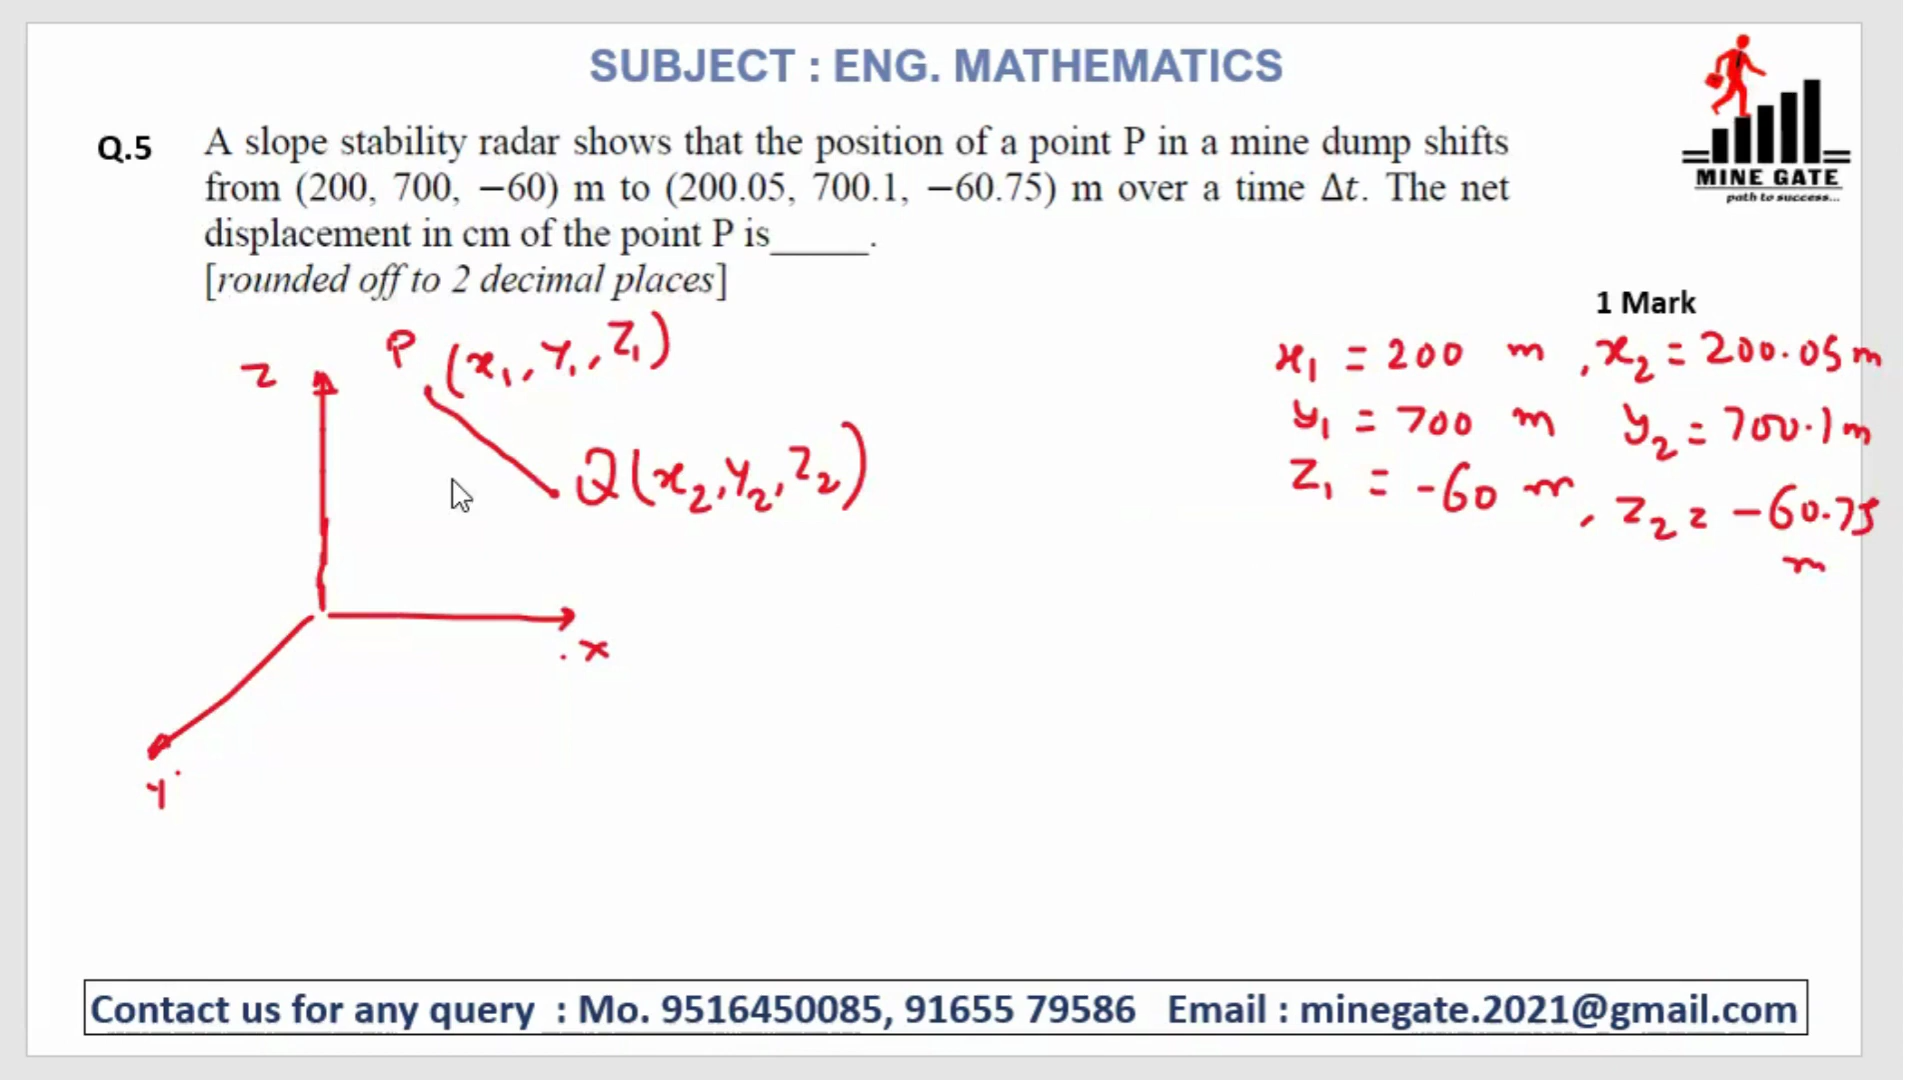 SUBJECT : ENG. MATHEMATICS
Q.5 A slope stability radar shows that the position of a point P in a mine dump shifts
from (200, 700, −60) m to (200.05, 700.1, −60.75) m over a time Δt. The net
displacement in cm of the point P is_____.
[rounded off to 2 decimal places]
MINE GATE
path to success...
1 Mark
P (x₁, y₁, z₁)
Q(x₂, y₂, z₂)
z
x
y
x₁ = 200 m , x₂ = 200.05 m
y₁ = 700 m y₂ = 700.1 m
z₁ = -60 m , z₂ = -60.75
m
Contact us for any query : Mo. 9516450085, 91655 79586 Email : minegate.2021@gmail.com